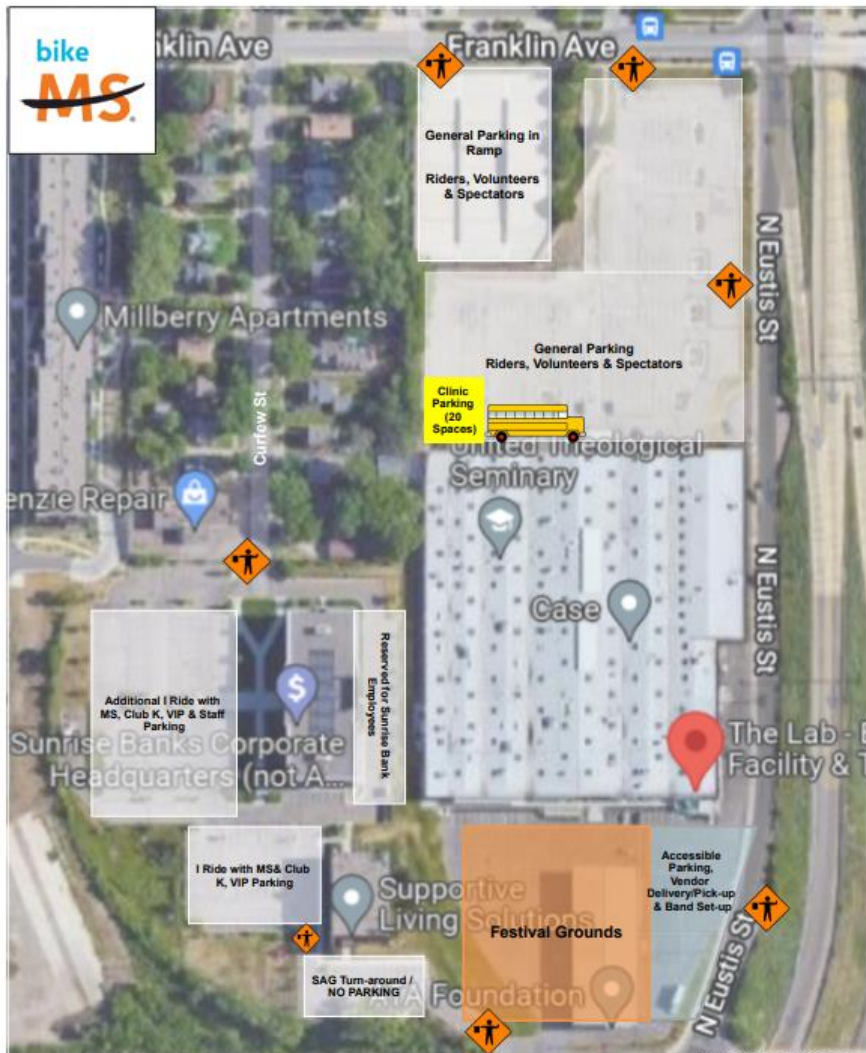 bike
MS
nklin Ave
Franklin Ave
General Parking in
Ramp
Riders, Volunteers
& Spectators
N Eustis St
Millberry Apartments
General Parking
Riders, Volunteers & Spectators
Clinic
Parking
(20
Spaces)
Curfew St
United Theological
Seminary
enzie Repair
N Eustis St
Case
Additional I Ride with
MS, Club K, VIP & Staff
Parking
Reserved for Sunrise Bank
Employees
Sunrise Banks Corporate
Headquarters (not A...
The Lab - E
Facility & T
I Ride with MS& Club
K, VIP Parking
Supportive
Living Solutions
Accessible
Parking,
Vendor
Delivery/Pick-up
& Band Set-up
Festival Grounds
SAG Turn-around /
NO PARKING
Foundation
N Eustis St